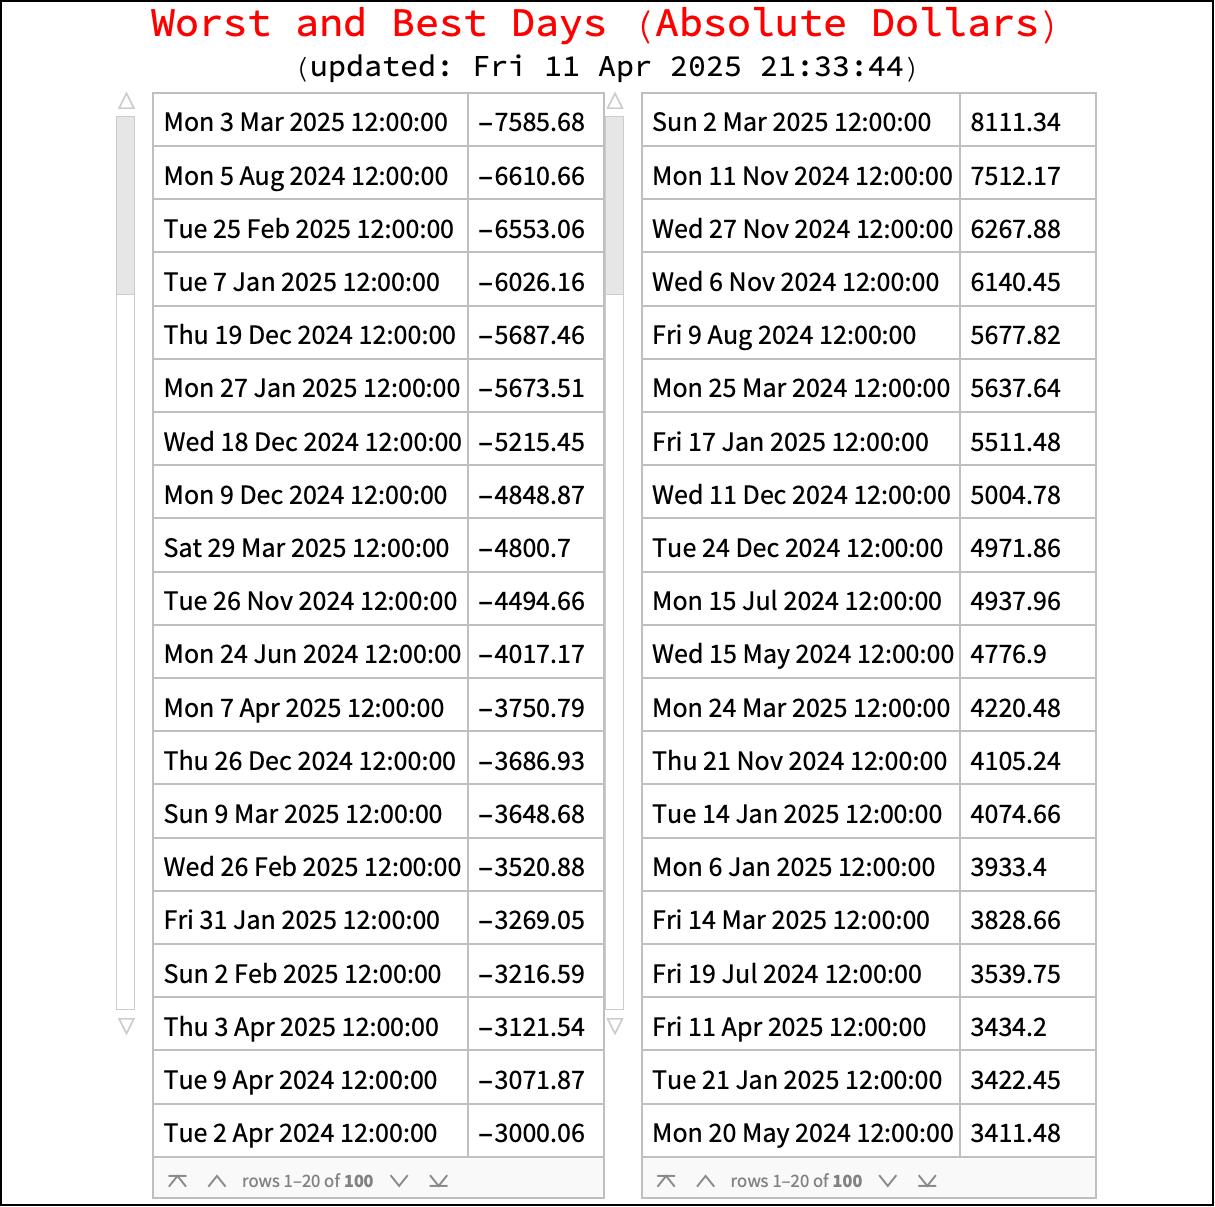 Worst and Best Days (Absolute Dollars)
(updated: Fri 11 Apr 2025 21:33:44)
Mon 3 Mar 2025 12:00:00 −7585.68
Mon 5 Aug 2024 12:00:00 −6610.66
Tue 25 Feb 2025 12:00:00 −6553.06
Tue 7 Jan 2025 12:00:00 −6026.16
Thu 19 Dec 2024 12:00:00 −5687.46
Mon 27 Jan 2025 12:00:00 −5673.51
Wed 18 Dec 2024 12:00:00 −5215.45
Mon 9 Dec 2024 12:00:00 −4848.87
Sat 29 Mar 2025 12:00:00 −4800.7
Tue 26 Nov 2024 12:00:00 −4494.66
Mon 24 Jun 2024 12:00:00 −4017.17
Mon 7 Apr 2025 12:00:00 −3750.79
Thu 26 Dec 2024 12:00:00 −3686.93
Sun 9 Mar 2025 12:00:00 −3648.68
Wed 26 Feb 2025 12:00:00 −3520.88
Fri 31 Jan 2025 12:00:00 −3269.05
Sun 2 Feb 2025 12:00:00 −3216.59
Thu 3 Apr 2025 12:00:00 −3121.54
Tue 9 Apr 2024 12:00:00 −3071.87
Tue 2 Apr 2024 12:00:00 −3000.06
rows 1–20 of 100
Sun 2 Mar 2025 12:00:00 8111.34
Mon 11 Nov 2024 12:00:00 7512.17
Wed 27 Nov 2024 12:00:00 6267.88
Wed 6 Nov 2024 12:00:00 6140.45
Fri 9 Aug 2024 12:00:00 5677.82
Mon 25 Mar 2024 12:00:00 5637.64
Fri 17 Jan 2025 12:00:00 5511.48
Wed 11 Dec 2024 12:00:00 5004.78
Tue 24 Dec 2024 12:00:00 4971.86
Mon 15 Jul 2024 12:00:00 4937.96
Wed 15 May 2024 12:00:00 4776.9
Mon 24 Mar 2025 12:00:00 4220.48
Thu 21 Nov 2024 12:00:00 4105.24
Tue 14 Jan 2025 12:00:00 4074.66
Mon 6 Jan 2025 12:00:00 3933.4
Fri 14 Mar 2025 12:00:00 3828.66
Fri 19 Jul 2024 12:00:00 3539.75
Fri 11 Apr 2025 12:00:00 3434.2
Tue 21 Jan 2025 12:00:00 3422.45
Mon 20 May 2024 12:00:00 3411.48
rows 1–20 of 100